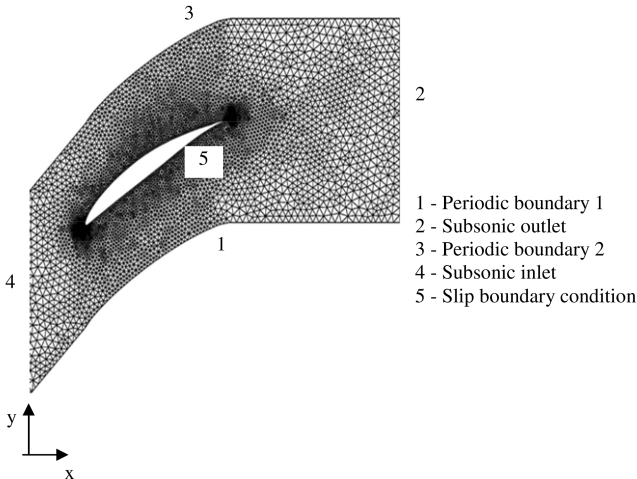 3
2
5
1 - Periodic boundary 1
2 - Subsonic outlet
3 - Periodic boundary 2
4 - Subsonic inlet
5 - Slip boundary condition
1
4
y
x